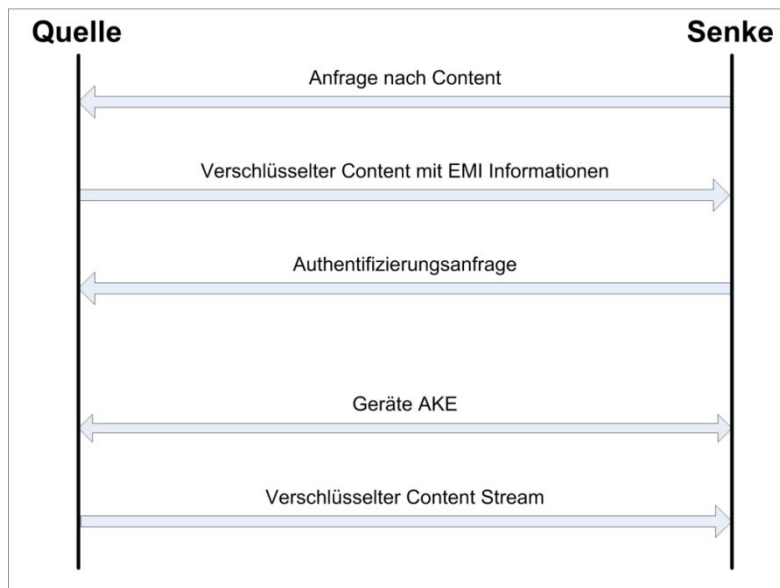 Quelle
Senke
Anfrage nach Content
Verschlüsselter Content mit EMI Informationen
Authentifizierungsanfrage
Geräte AKE
Verschlüsselter Content Stream